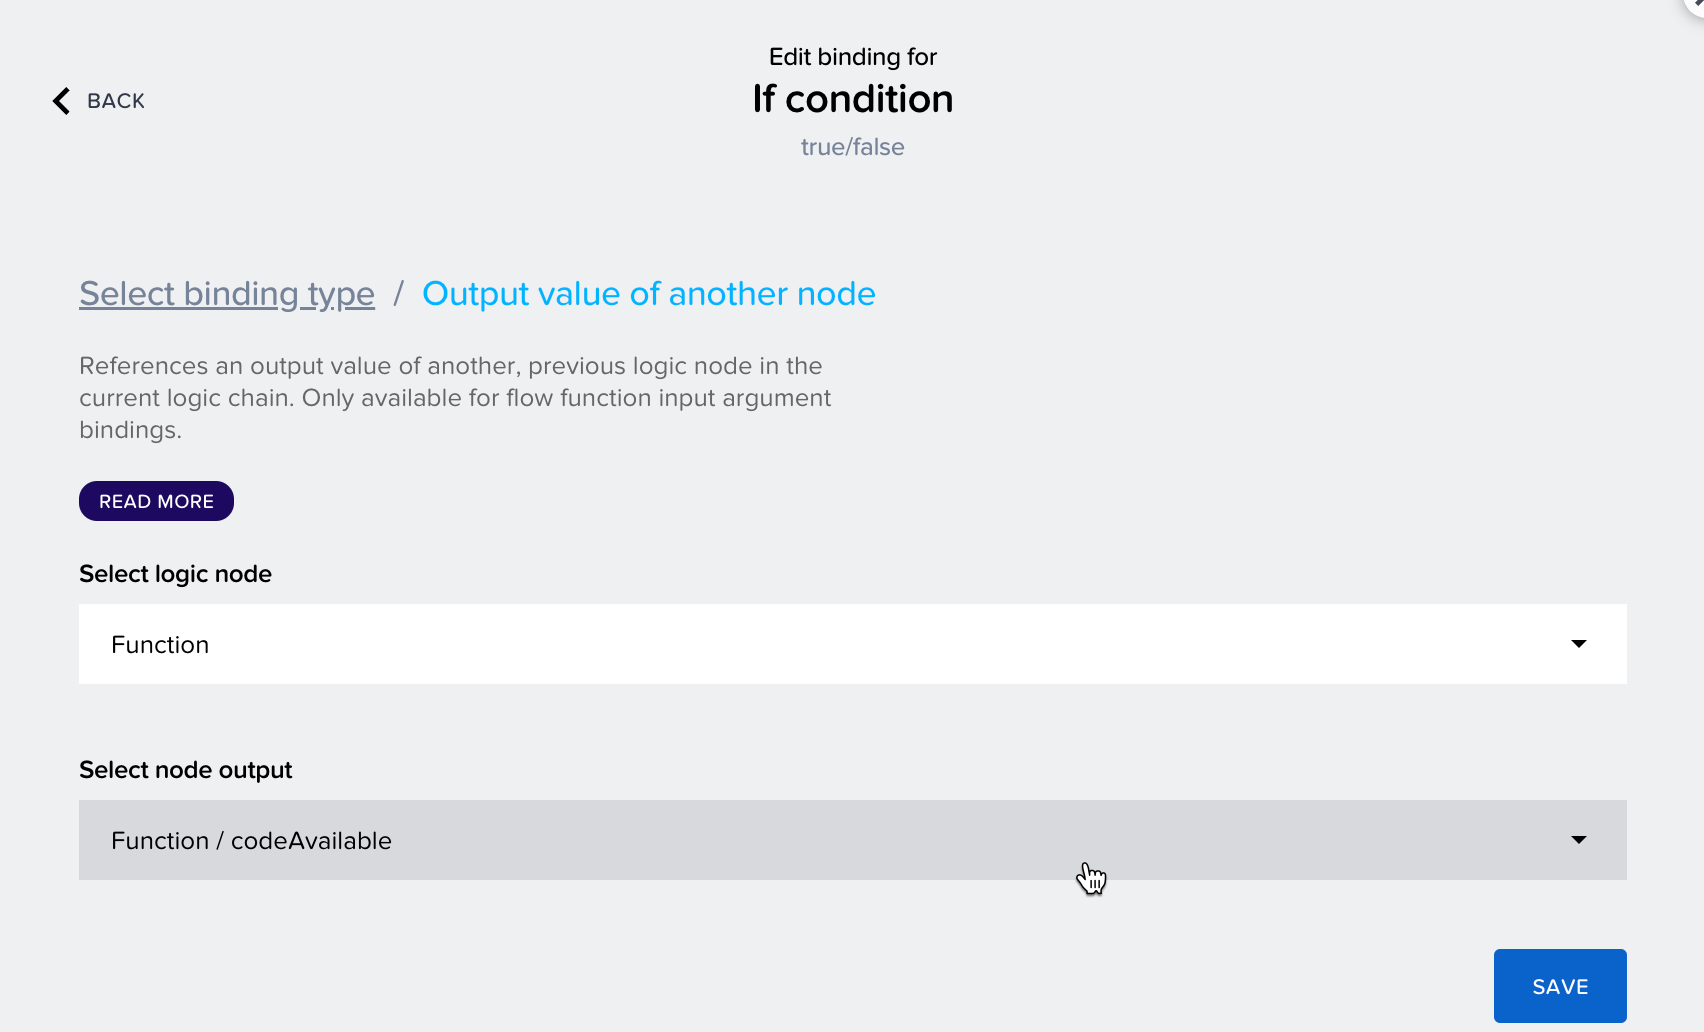 Edit binding for
BACK
If condition
true/false
Select binding type / Output value of another node
References an output value of another, previous logic node in the
current logic chain. Only available for flow function input argument
bindings.
READ MORE
Select logic node
Function
Select node output
Function / codeAvailable
SAVE